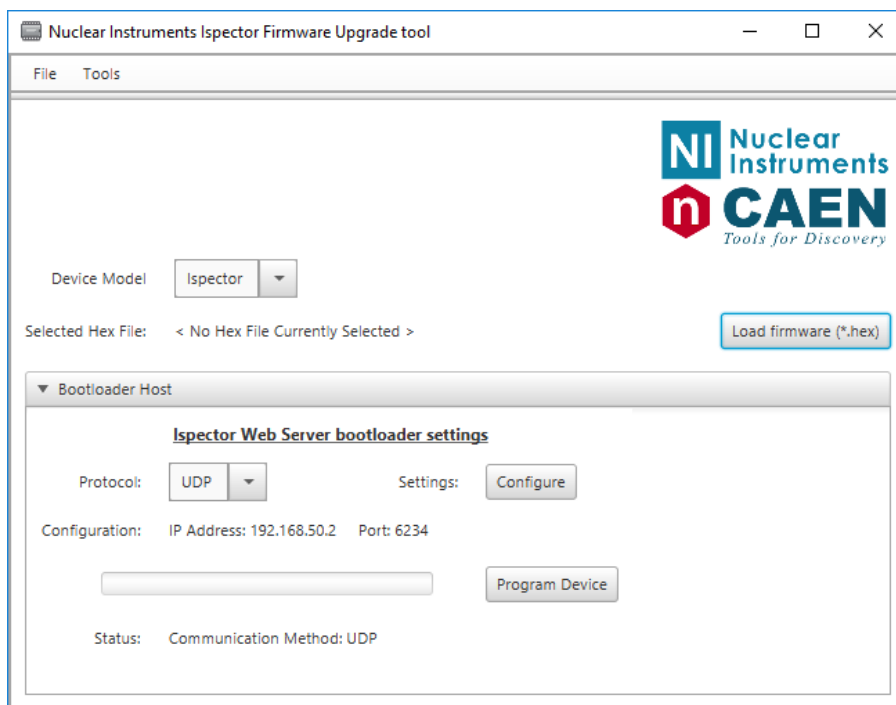 Nuclear Instruments Ispector Firmware Upgrade tool
File Tools
NI Nuclear Instruments
n CAEN
Tools for Discovery
Device Model Ispector
Selected Hex File: < No Hex File Currently Selected > Load firmware (*.hex)
Bootloader Host
Ispector Web Server bootloader settings
Protocol: UDP Settings: Configure
Configuration: IP Address: 192.168.50.2 Port: 6234
Program Device
Status: Communication Method: UDP